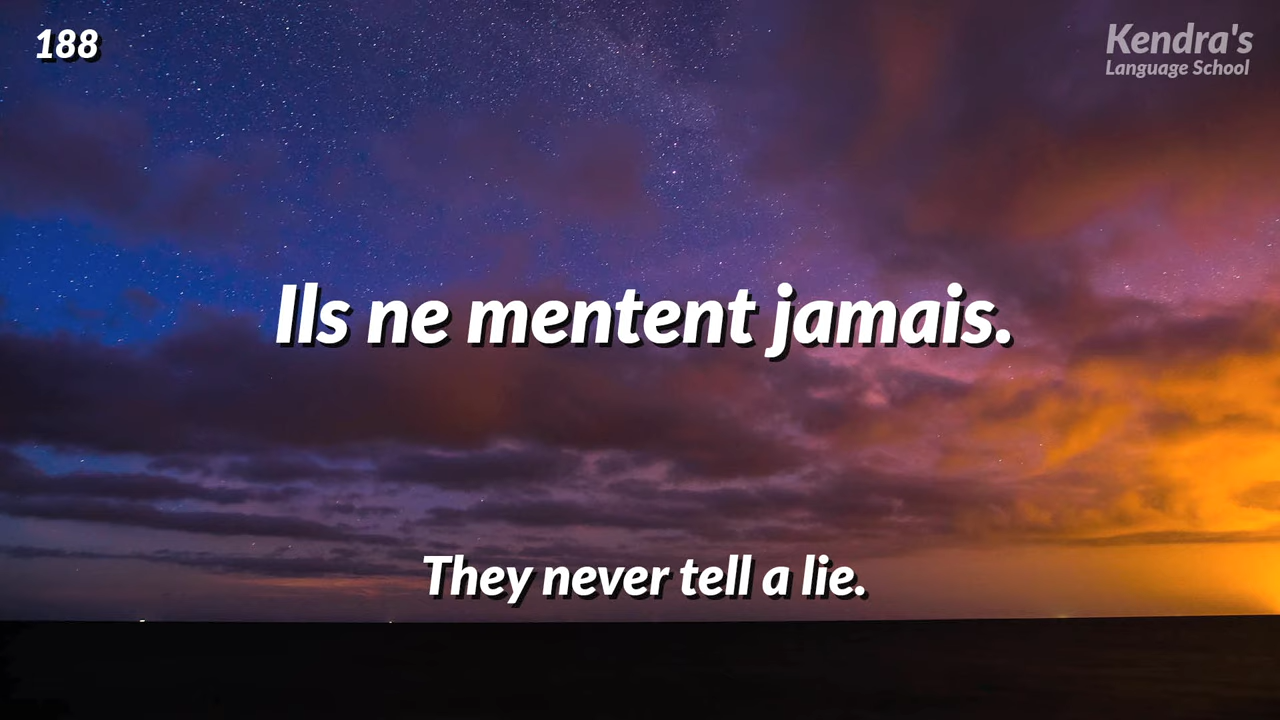 188
Kendra's
Language School
Ils ne mentent jamais.
They never tell a lie.